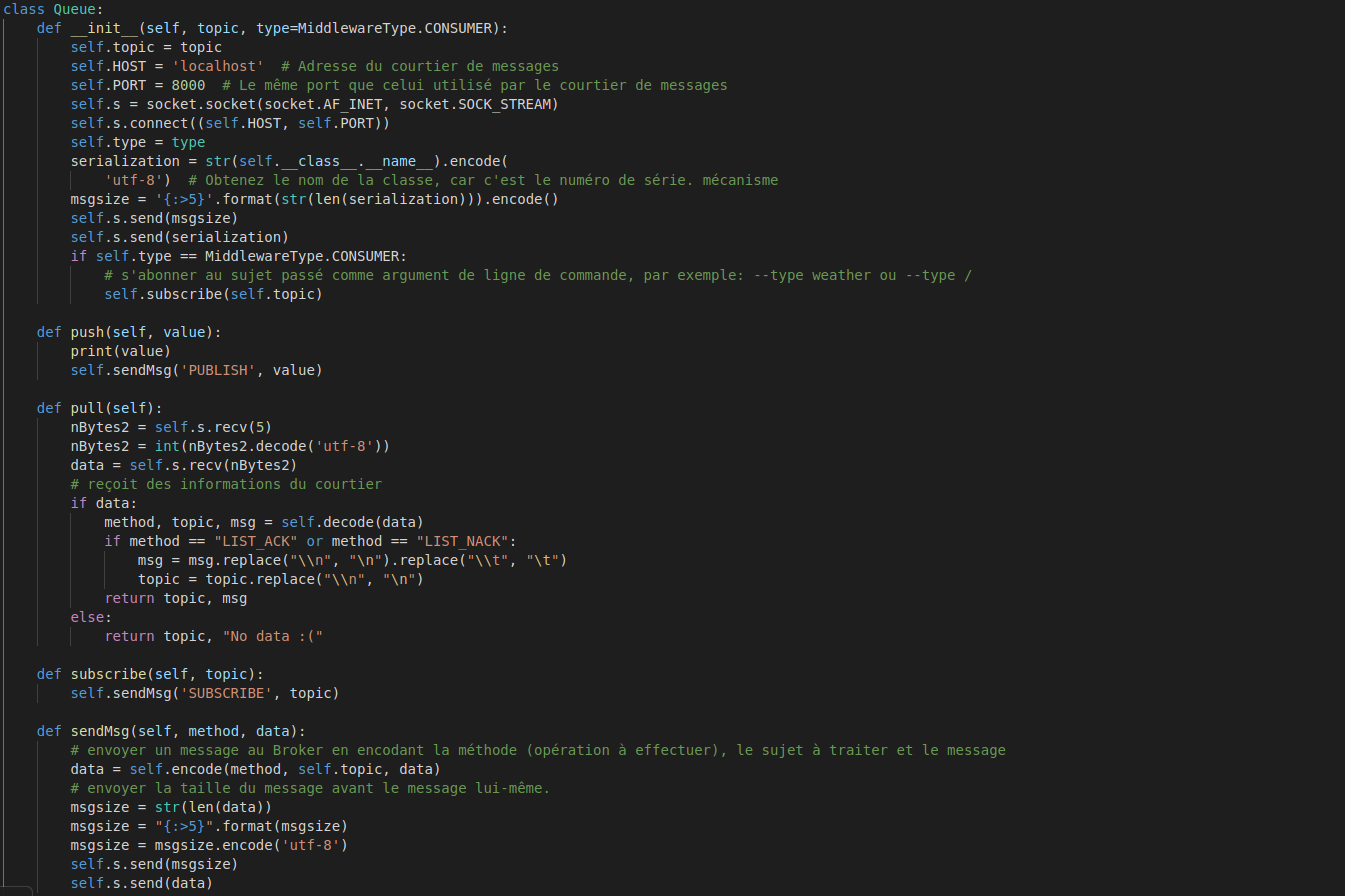 class Queue:
    def __init__(self, topic, type=MiddlewareType.CONSUMER):
        self.topic = topic
        self.HOST = 'localhost'  # Adresse du courtier de messages
        self.PORT = 8000  # Le même port que celui utilisé par le courtier de messages
        self.s = socket.socket(socket.AF_INET, socket.SOCK_STREAM)
        self.s.connect((self.HOST, self.PORT))
        self.type = type
        serialization = str(self.__class__.__name__).encode(
            'utf-8')  # Obtenez le nom de la classe, car c'est le numéro de série. mécanisme
        msgsize = '{:>5}'.format(str(len(serialization))).encode()
        self.s.send(msgsize)
        self.s.send(serialization)
        if self.type == MiddlewareType.CONSUMER:
            # s'abonner au sujet passé comme argument de ligne de commande, par exemple: --type weather ou --type /
            self.subscribe(self.topic)

    def push(self, value):
        print(value)
        self.sendMsg('PUBLISH', value)

    def pull(self):
        nBytes2 = self.s.recv(5)
        nBytes2 = int(nBytes2.decode('utf-8'))
        data = self.s.recv(nBytes2)
        # reçoit des informations du courtier
        if data:
            method, topic, msg = self.decode(data)
            if method == "LIST_ACK" or method == "LIST_NACK":
                msg = msg.replace("\\n", "\n").replace("\\t", "\t")
                topic = topic.replace("\\n", "\n")
            return topic, msg
        else:
            return topic, "No data :("

    def subscribe(self, topic):
        self.sendMsg('SUBSCRIBE', topic)

    def sendMsg(self, method, data):
        # envoyer un message au Broker en encodant la méthode (opération à effectuer), le sujet à traiter et le message
        data = self.encode(method, self.topic, data)
        # envoyer la taille du message avant le message lui-même.
        msgsize = str(len(data))
        msgsize = "{:>5}".format(msgsize)
        msgsize = msgsize.encode('utf-8')
        self.s.send(msgsize)
        self.s.send(data)